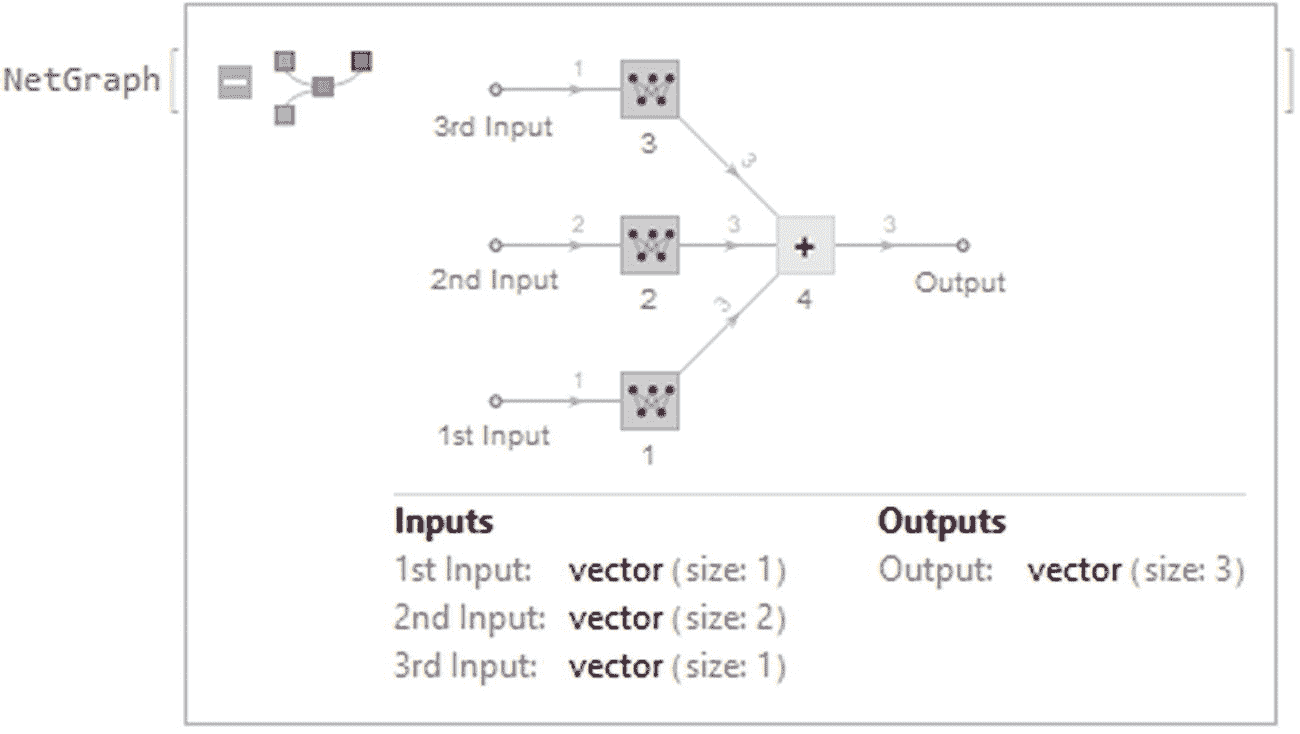 NetGraph[ ]
1
3rd Input
3
3
2
3
3
2nd Input
2
+
4
Output
3
1
1st Input
1
Inputs Outputs
1st Input: vector (size: 1) Output: vector (size: 3)
2nd Input: vector (size: 2)
3rd Input: vector (size: 1)